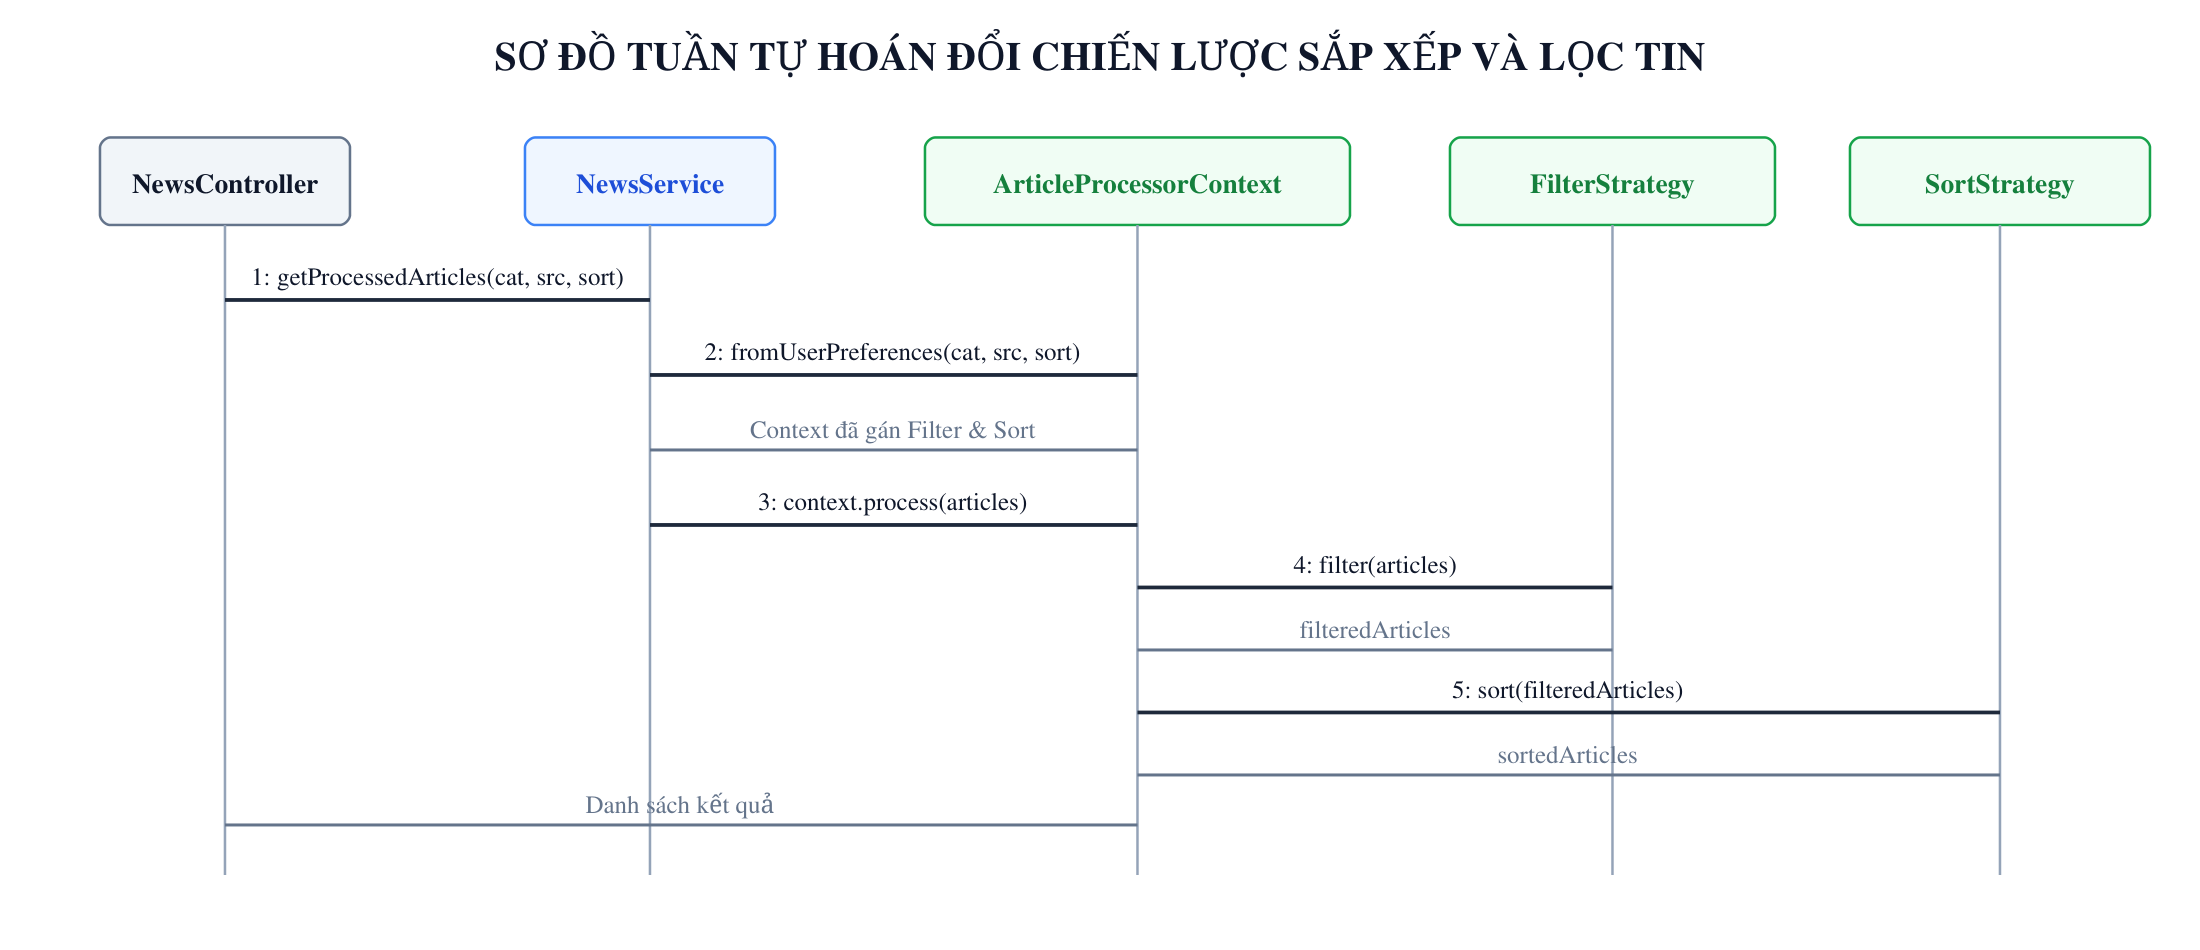 SƠ ĐỒ TUẦN TỰ HOÁN ĐỔI CHIẾN LƯỢC SẮP XẾP VÀ LỌC TIN
NewsController
NewsService
ArticleProcessorContext
FilterStrategy
SortStrategy
1: getProcessedArticles(cat, src, sort)
2: fromUserPreferences(cat, src, sort)
Context đã gán Filter & Sort
3: context.process(articles)
4: filter(articles)
filteredArticles
5: sort(filteredArticles)
sortedArticles
Danh sách kết quả